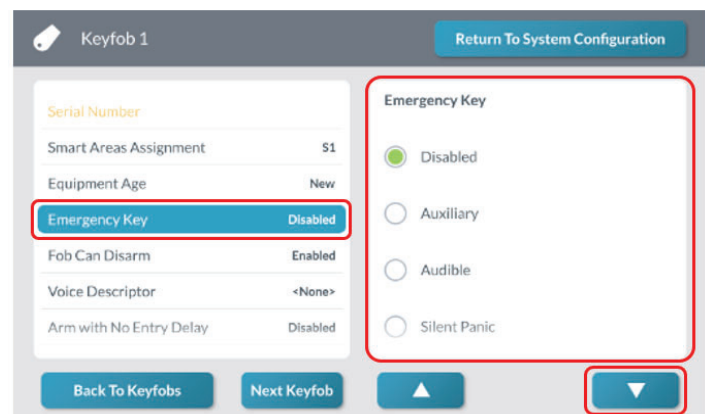 Keyfob 1
Return To System Configuration
Serial Number
Smart Areas Assignment S1
Equipment Age New
Emergency Key Disabled
Fob Can Disarm Enabled
Voice Descriptor <None>
Arm with No Entry Delay Disabled
Emergency Key
Disabled
Auxiliary
Audible
Silent Panic
Back To Keyfobs
Next Keyfob